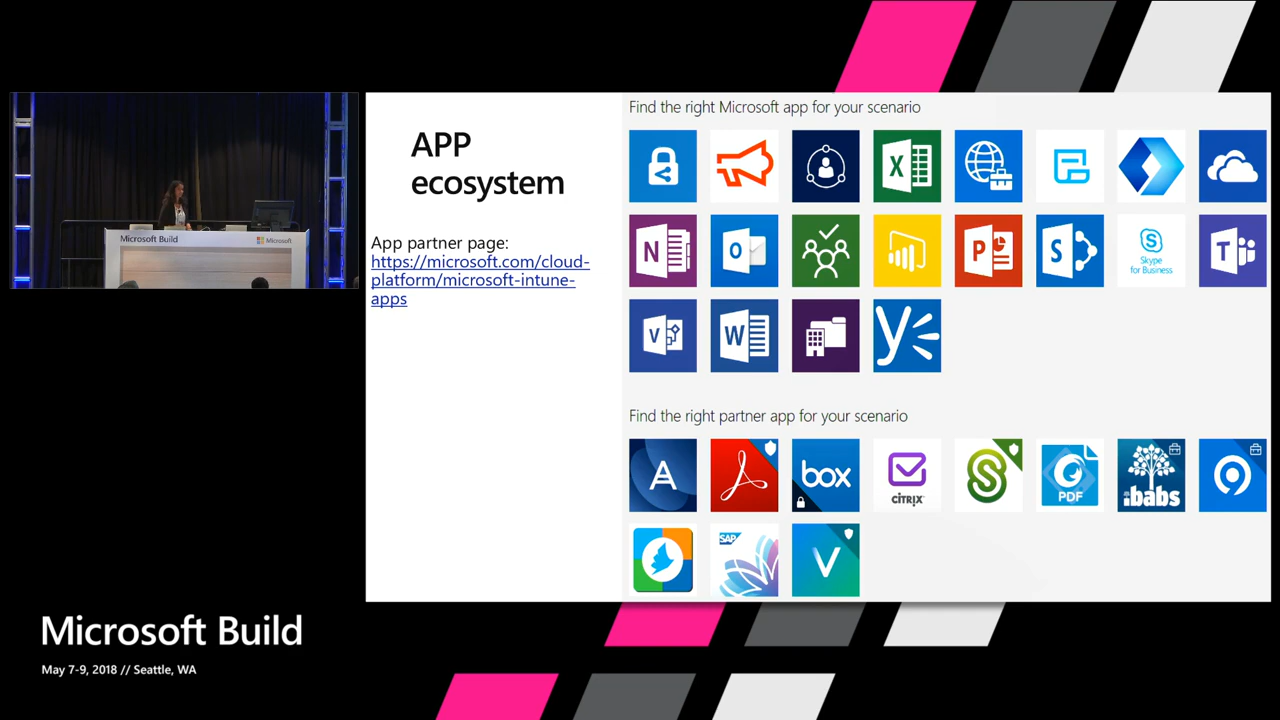 Find the right Microsoft app for your scenario
APP
ecosystem
App partner page:
https://microsoft.com/cloud-
platform/microsoft-intune-
apps
Microsoft Build
Microsoft
X
N
O
P
S
Skype
for Business
T
V
W
y
Find the right partner app for your scenario
A
box
CITRIX
S
PDF
ibabs
SAP
V
Microsoft Build
May 7-9, 2018 // Seattle, WA